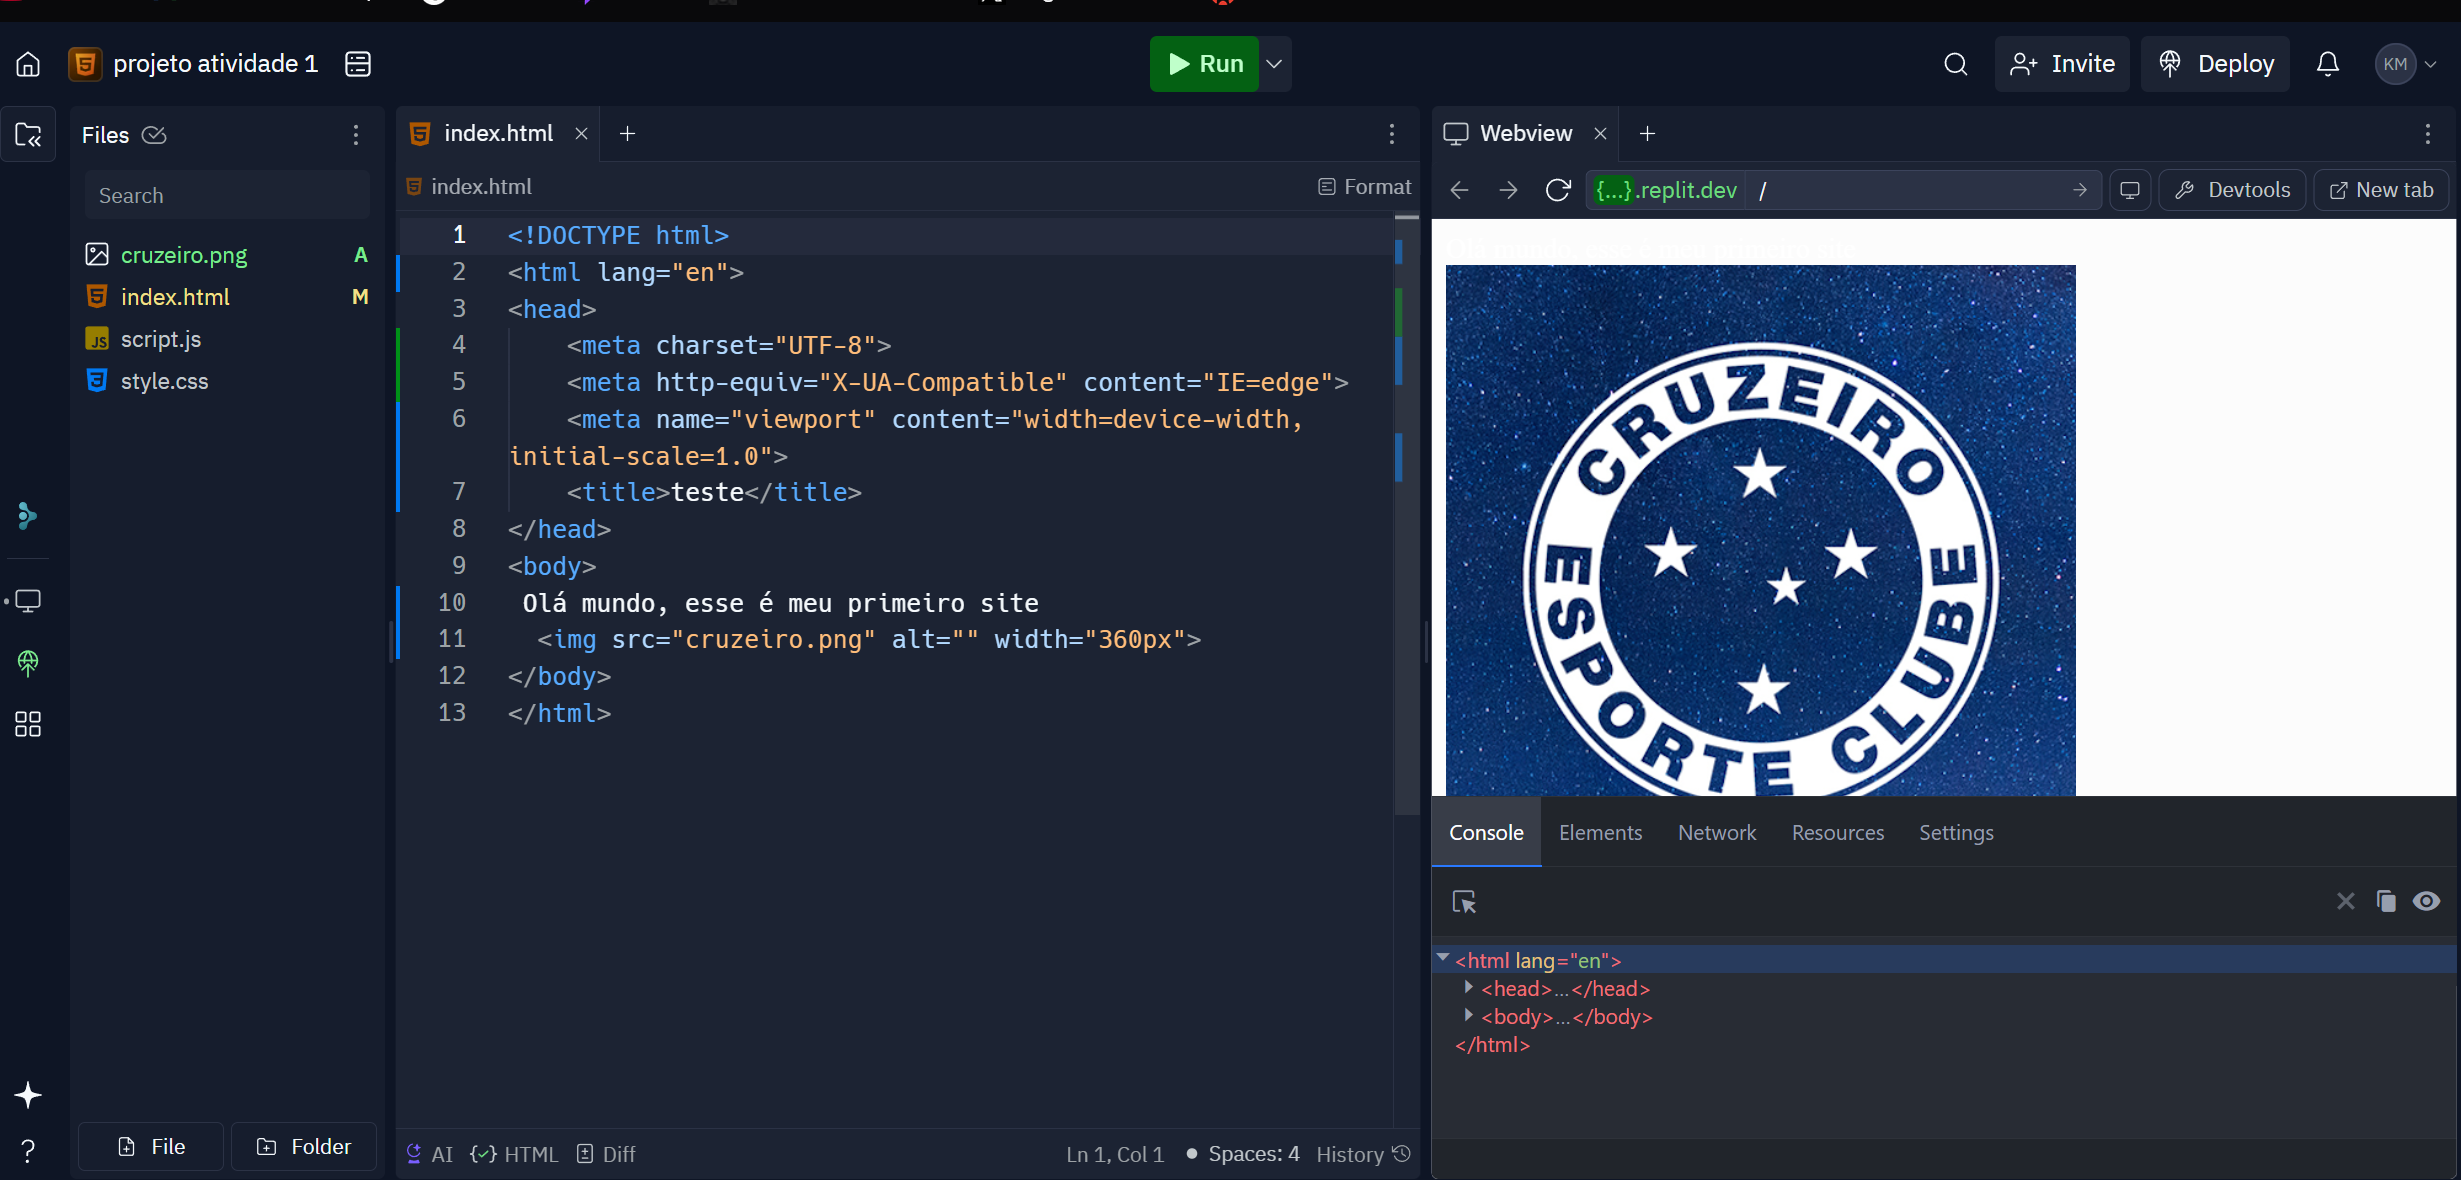 projeto atividade 1
Run
Invite
Deploy
KM
Files
index.html
Webview
Search
index.html
Format
{...}.replit.dev /
Devtools
New tab
cruzeiro.png A
index.html M
script.js
style.css
1 <!DOCTYPE html>
2 <html lang="en">
3 <head>
4 <meta charset="UTF-8">
5 <meta http-equiv="X-UA-Compatible" content="IE=edge">
6 <meta name="viewport" content="width=device-width,
initial-scale=1.0">
7 <title>teste</title>
8 </head>
9 <body>
10 Olá mundo, esse é meu primeiro site
11 <img src="cruzeiro.png" alt="" width="360px">
12 </body>
13 </html>
Olá mundo, esse é meu primeiro site
CRUZEIRO
ESPORTE CLUBE
Console Elements Network Resources Settings
<html lang="en">
<head>…</head>
<body>…</body>
</html>
File
Folder
AI
HTML
Diff
Ln 1, Col 1
Spaces: 4
History